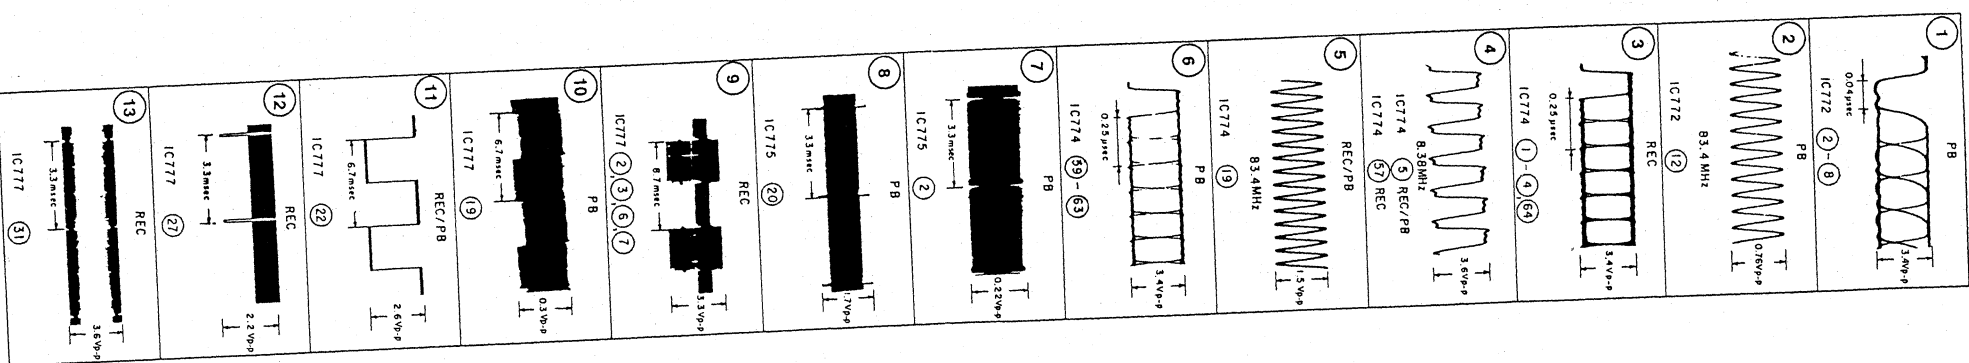 1
PB
0.04μsec
3.4Vp-p
IC772 ②-⑧
2
PB
0.76Vp-p
83.4MHz
IC772 ⑫
3
REC
0.25μsec
3.4Vp-p
IC774 ①-④,64
4
3.6Vp-p
8.38MHz
IC774 ⑤ REC/PB
IC774 57 REC
5
REC/PB
1.5Vp-p
83.4MHz
IC774 ⑲
6
PB
0.25μsec
3.4Vp-p
IC774 59-63
7
PB
3.3msec
0.22Vp-p
IC775 ②
8
PB
3.3msec
1.7Vp-p
IC775 ⑳
9
REC
6.7msec
3.3Vp-p
IC777 ②,③,⑥,⑦
10
PB
6.7msec
0.3Vp-p
IC777 ⑲
11
REC/PB
6.7msec
2.6Vp-p
IC777 22
12
REC
3.3msec
2.2Vp-p
IC777 27
13
REC
3.3msec
3.6Vp-p
IC777 31